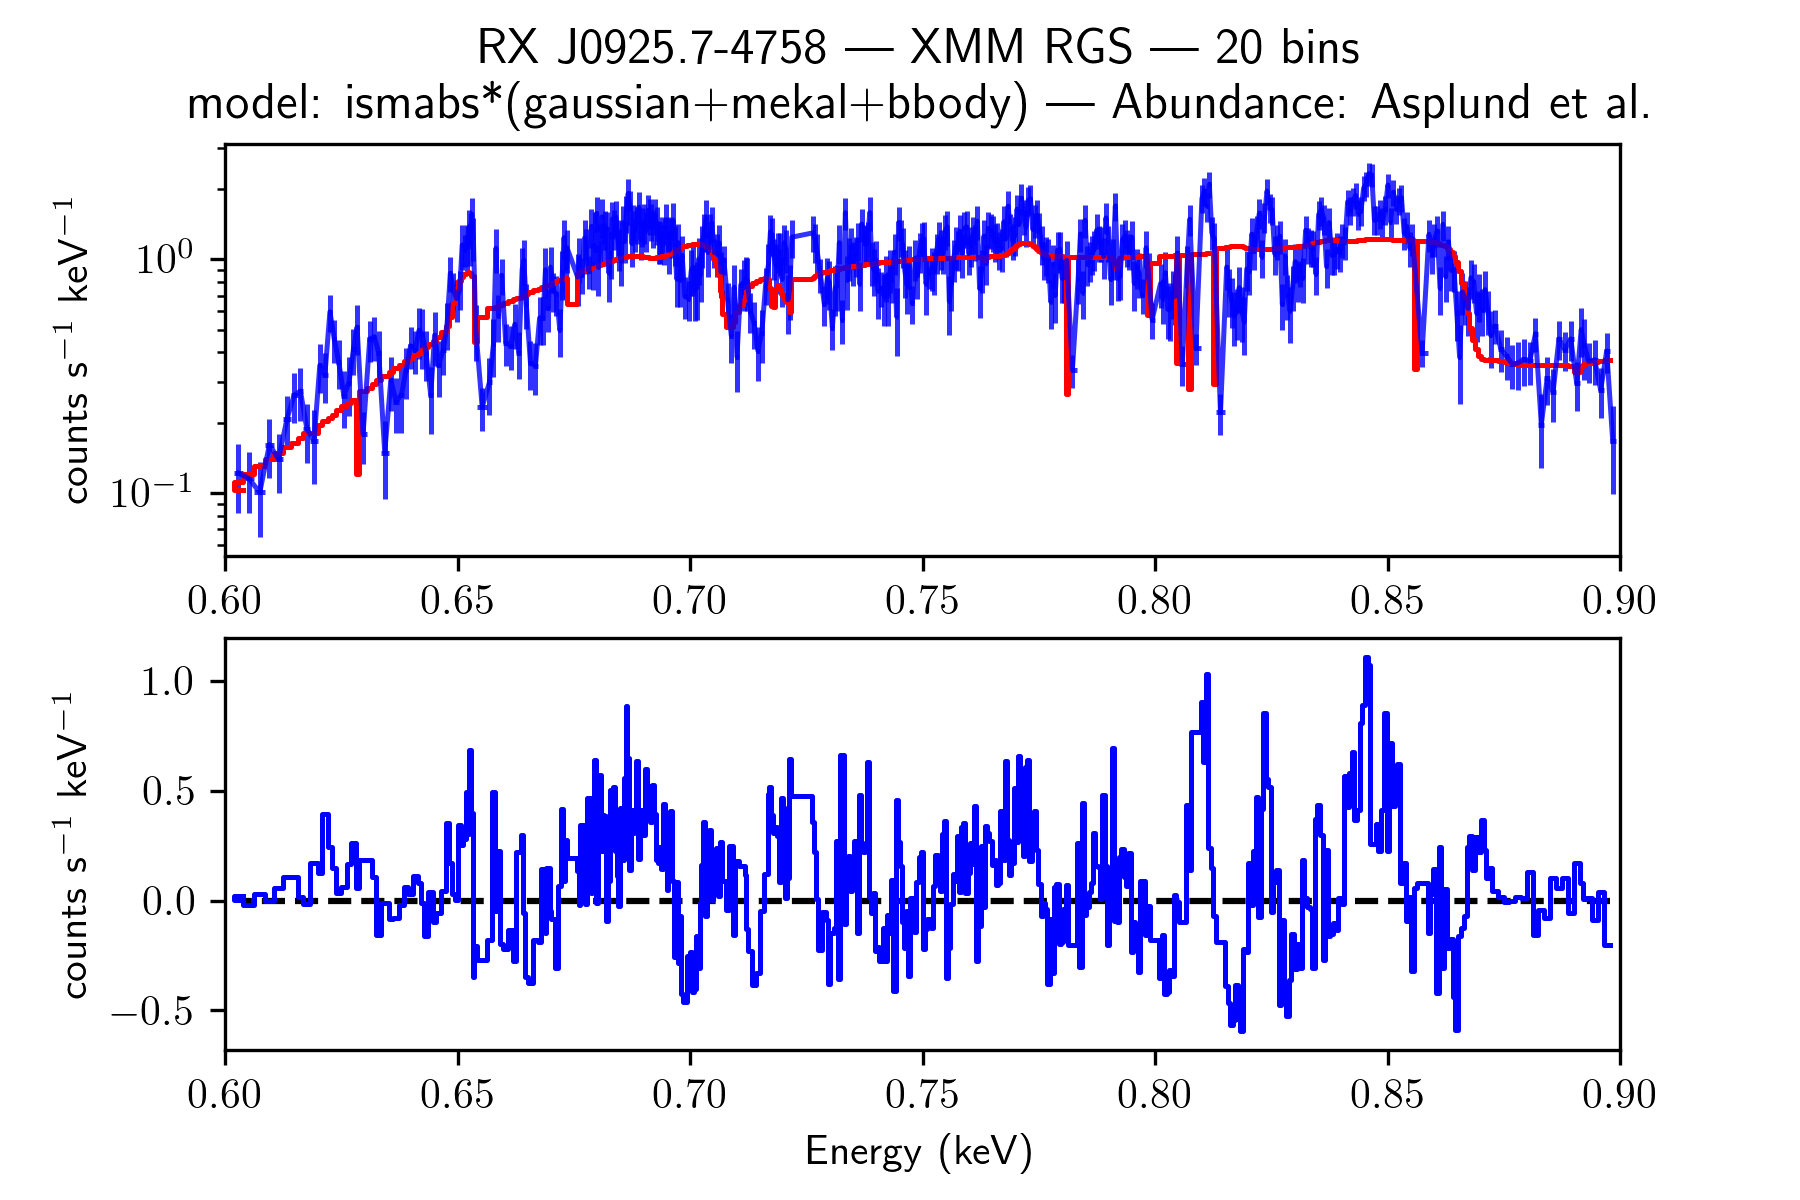 RX J0925.7-4758 — XMM RGS — 20 bins
model: ismabs*(gaussian+mekal+bbody) — Abundance: Asplund et al.
counts s⁻¹ keV⁻¹
10⁰
10⁻¹
0.60 0.65 0.70 0.75 0.80 0.85 0.90
counts s⁻¹ keV⁻¹
1.0
0.5
0.0
−0.5
0.60 0.65 0.70 0.75 0.80 0.85 0.90
Energy (keV)